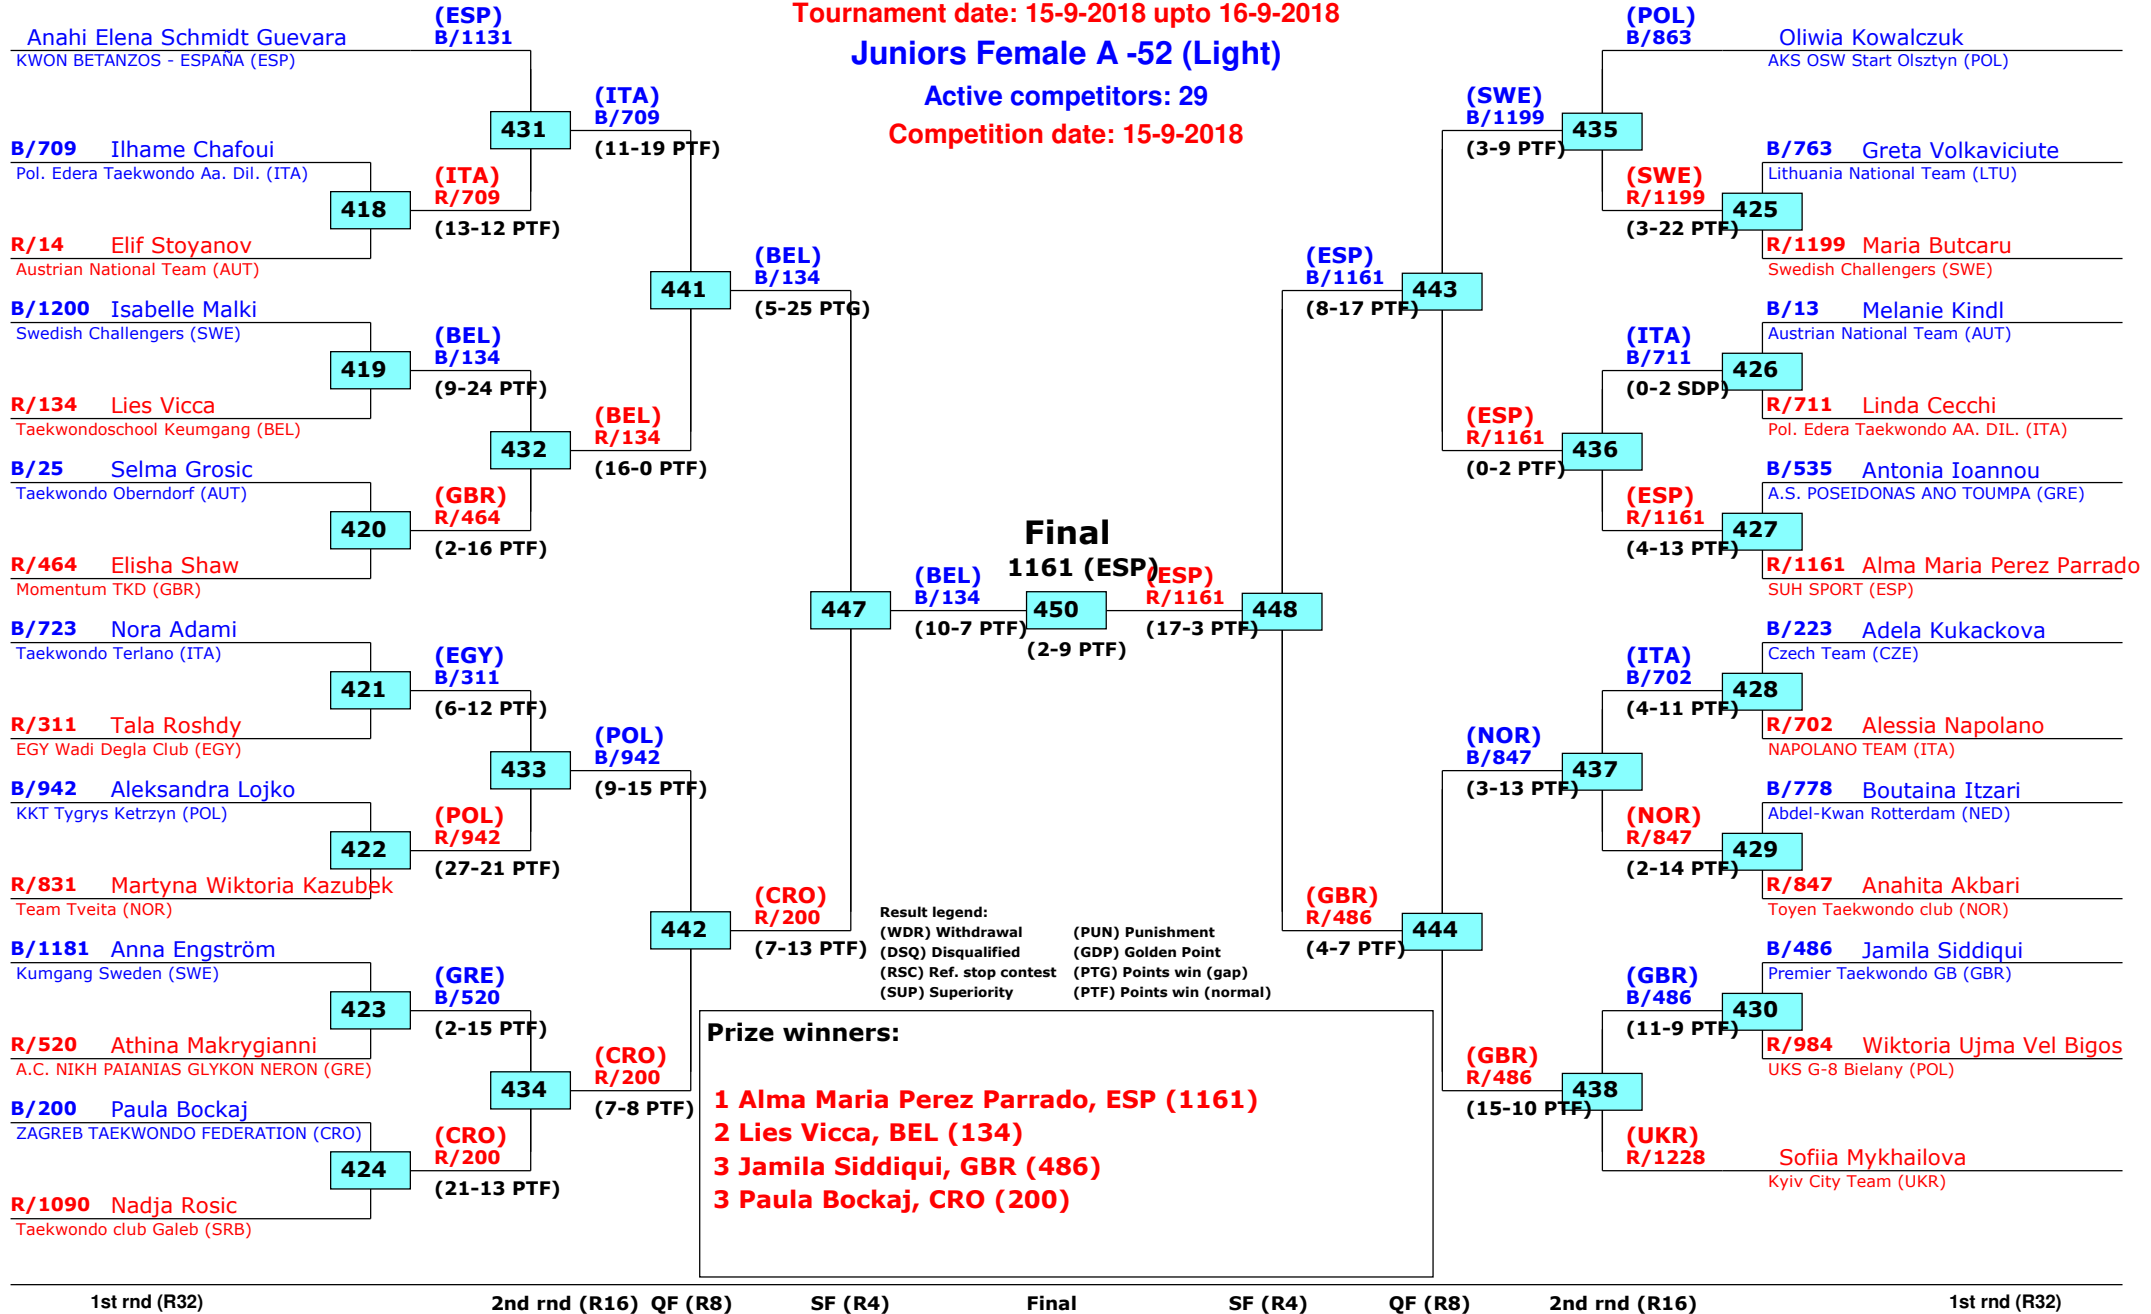 Tournament date: 15-9-2018 upto 16-9-2018
Juniors Female A -52 (Light)
Active competitors: 29
Competition date: 15-9-2018
Anahi Elena Schmidt Guevara
KWON BETANZOS - ESPAÑA (ESP)
(ESP)
B/1131
B/709 Ilhame Chafoui
Pol. Edera Taekwondo Aa. Dil. (ITA)
418
R/14 Elif Stoyanov
Austrian National Team (AUT)
(ITA)
R/709
(13-12 PTF)
431
(ITA)
B/709
(11-19 PTF)
B/1200 Isabelle Malki
Swedish Challengers (SWE)
419
R/134 Lies Vicca
Taekwondoschool Keumgang (BEL)
(BEL)
B/134
(9-24 PTF)
B/25 Selma Grosic
Taekwondo Oberndorf (AUT)
420
R/464 Elisha Shaw
Momentum TKD (GBR)
(GBR)
R/464
(2-16 PTF)
432
(BEL)
R/134
(16-0 PTF)
441
(BEL)
B/134
(5-25 PTG)
B/723 Nora Adami
Taekwondo Terlano (ITA)
421
R/311 Tala Roshdy
EGY Wadi Degla Club (EGY)
(EGY)
B/311
(6-12 PTF)
B/942 Aleksandra Lojko
KKT Tygrys Ketrzyn (POL)
422
R/831 Martyna Wiktoria Kazubek
Team Tveita (NOR)
(POL)
R/942
(27-21 PTF)
433
(POL)
B/942
(9-15 PTF)
B/1181 Anna Engström
Kumgang Sweden (SWE)
423
R/520 Athina Makrygianni
A.C. NIKH PAIANIAS GLYKON NERON (GRE)
(GRE)
B/520
(2-15 PTF)
B/200 Paula Bockaj
ZAGREB TAEKWONDO FEDERATION (CRO)
424
R/1090 Nadja Rosic
Taekwondo club Galeb (SRB)
(CRO)
R/200
(21-13 PTF)
434
(CRO)
R/200
(7-8 PTF)
442
(CRO)
R/200
(7-13 PTF)
447
(BEL)
B/134
(10-7 PTF)
Final
1161 (ESP)
450
(2-9 PTF)
(ESP)
R/1161
(17-3 PTF)
448
(ESP)
B/1161
(8-17 PTF)
443
(SWE)
B/1199
(3-9 PTF)
435
(POL)
B/863
Oliwia Kowalczuk
AKS OSW Start Olsztyn (POL)
(SWE)
R/1199
(3-22 PTF)
425
B/763 Greta Volkaviciute
Lithuania National Team (LTU)
R/1199 Maria Butcaru
Swedish Challengers (SWE)
(ESP)
R/1161
(0-2 PTF)
436
(ITA)
B/711
(0-2 SDP)
426
B/13 Melanie Kindl
Austrian National Team (AUT)
R/711 Linda Cecchi
Pol. Edera Taekwondo AA. DIL. (ITA)
(ESP)
R/1161
(4-13 PTF)
427
B/535 Antonia Ioannou
A.S. POSEIDONAS ANO TOUMPA (GRE)
R/1161 Alma Maria Perez Parrado
SUH SPORT (ESP)
(GBR)
R/486
(4-7 PTF)
444
(NOR)
B/847
(3-13 PTF)
437
(ITA)
B/702
(4-11 PTF)
428
B/223 Adela Kukackova
Czech Team (CZE)
R/702 Alessia Napolano
NAPOLANO TEAM (ITA)
(NOR)
R/847
(2-14 PTF)
429
B/778 Boutaina Itzari
Abdel-Kwan Rotterdam (NED)
R/847 Anahita Akbari
Toyen Taekwondo club (NOR)
(GBR)
R/486
(15-10 PTF)
438
(GBR)
B/486
(11-9 PTF)
430
B/486 Jamila Siddiqui
Premier Taekwondo GB (GBR)
R/984 Wiktoria Ujma Vel Bigos
UKS G-8 Bielany (POL)
(UKR)
R/1228
Sofiia Mykhailova
Kyiv City Team (UKR)
Result legend:
(WDR) Withdrawal (PUN) Punishment
(DSQ) Disqualified (GDP) Golden Point
(RSC) Ref. stop contest (PTG) Points win (gap)
(SUP) Superiority (PTF) Points win (normal)
Prize winners:
1 Alma Maria Perez Parrado, ESP (1161)
2 Lies Vicca, BEL (134)
3 Jamila Siddiqui, GBR (486)
3 Paula Bockaj, CRO (200)
1st rnd (R32) 2nd rnd (R16) QF (R8) SF (R4) Final SF (R4) QF (R8) 2nd rnd (R16) 1st rnd (R32)